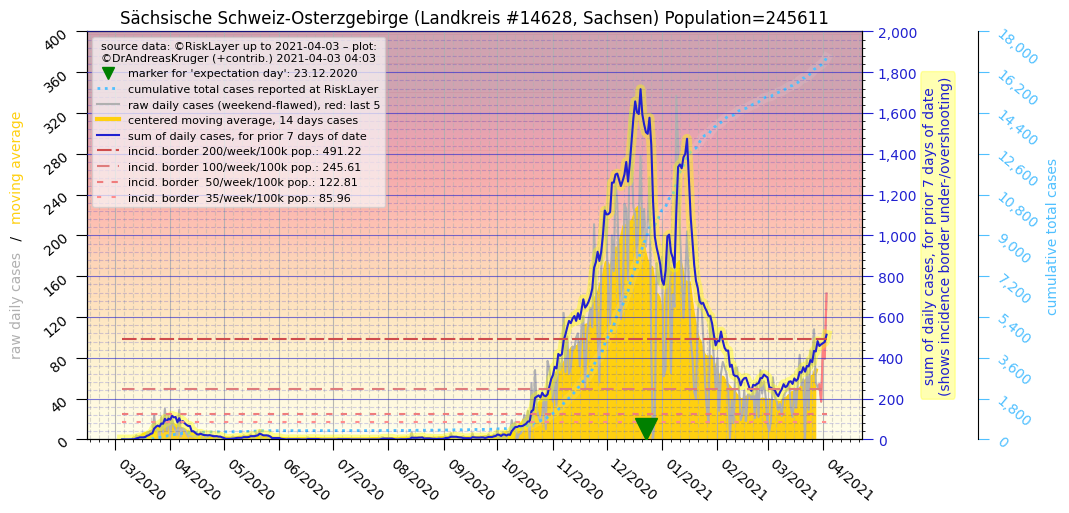 Sächsische Schweiz-Osterzgebirge (Landkreis #14628, Sachsen) Population=245611
source data: ©RiskLayer up to 2021-04-03 – plot:
©DrAndreasKruger (+contrib.) 2021-04-03 04:03
marker for 'expectation day': 23.12.2020
cumulative total cases reported at RiskLayer
raw daily cases (weekend-flawed), red: last 5
centered moving average, 14 days cases
sum of daily cases, for prior 7 days of date
incid. border 200/week/100k pop.: 491.22
incid. border 100/week/100k pop.: 245.61
incid. border  50/week/100k pop.: 122.81
incid. border  35/week/100k pop.: 85.96
raw daily cases / moving average
400
360
320
280
240
200
160
120
80
40
0
2,000
1,800
1,600
1,400
1,200
1,000
800
600
400
200
0
sum of daily cases, for prior 7 days of date
(shows incidence border under-/overshooting)
18,000
16,200
14,400
12,600
10,800
9,000
7,200
5,400
3,600
1,800
0
cumulative total cases
03/2020
04/2020
05/2020
06/2020
07/2020
08/2020
09/2020
10/2020
11/2020
12/2020
01/2021
02/2021
03/2021
04/2021